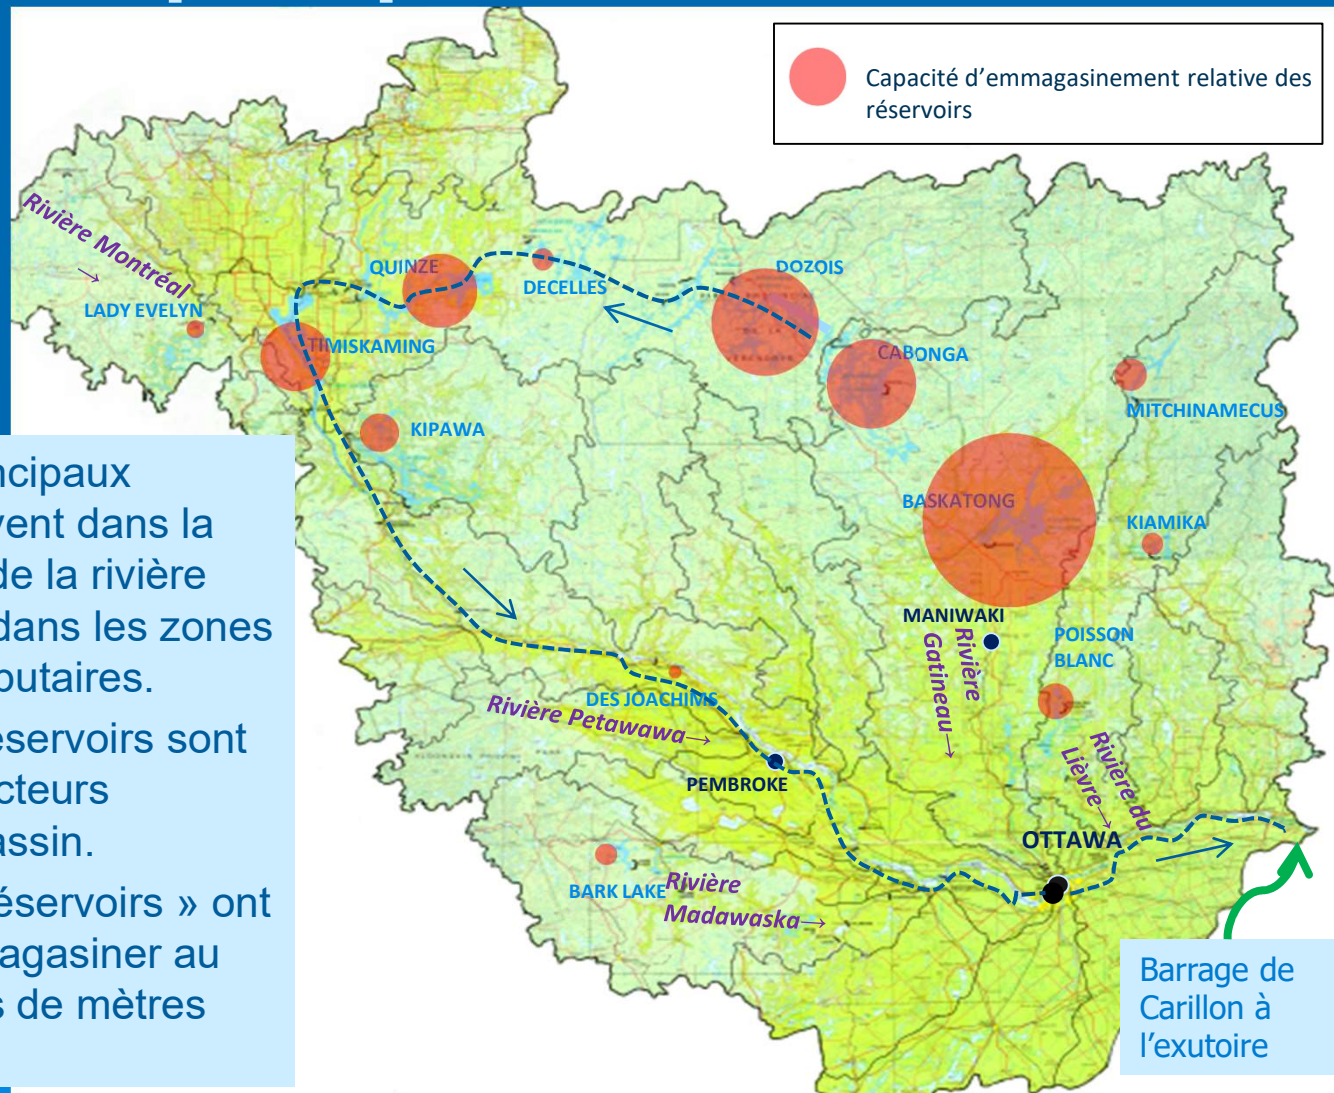 Capacité d’emmagasinement relative des
réservoirs
Rivière Montréal
LADY EVELYN
QUINZE
DECELLES
DOZOIS
TIMISKAMING
CABONGA
KIPAWA
MITCHINAMECUS
BASKATONG
KIAMIKA
MANIWAKI
Rivière
Gatineau
POISSON
BLANC
DES JOACHIMS
Rivière Petawawa
Rivière du
Lièvre
PEMBROKE
OTTAWA
BARK LAKE
Rivière
Madawaska
Barrage de
Carillon à
l’exutoire
ncipaux
vent dans la
de la rivière
dans les zones
butaires.
éservoirs sont
cteurs
assin.
éservoirs » ont
agasiner au
s de mètres